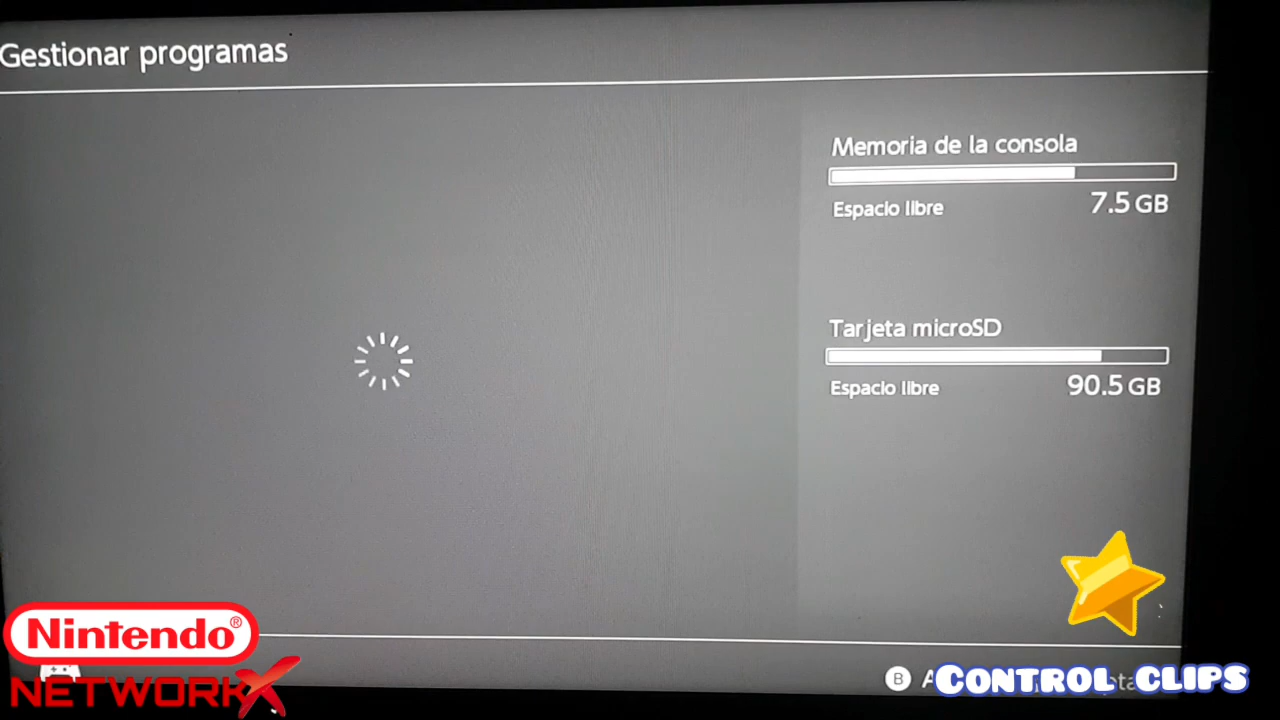 Gestionar programas
Memoria de la consola
Espacio libre
7.5 GB
Tarjeta microSD
Espacio libre
90.5 GB
Nintendo®
NETWORKX
B
CONTROL CLIPS